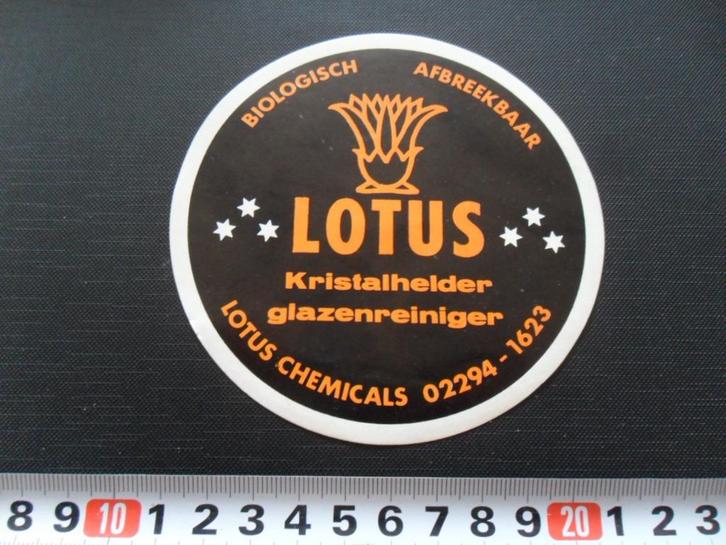 BIOLOGISCH AFBREEKBAAR
LOTUS
Kristalhelder
glazenreiniger
LOTUS CHEMICALS 02294-1623
8 9 10 1 2 3 4 5 6 7 8 9 20 1 2 3